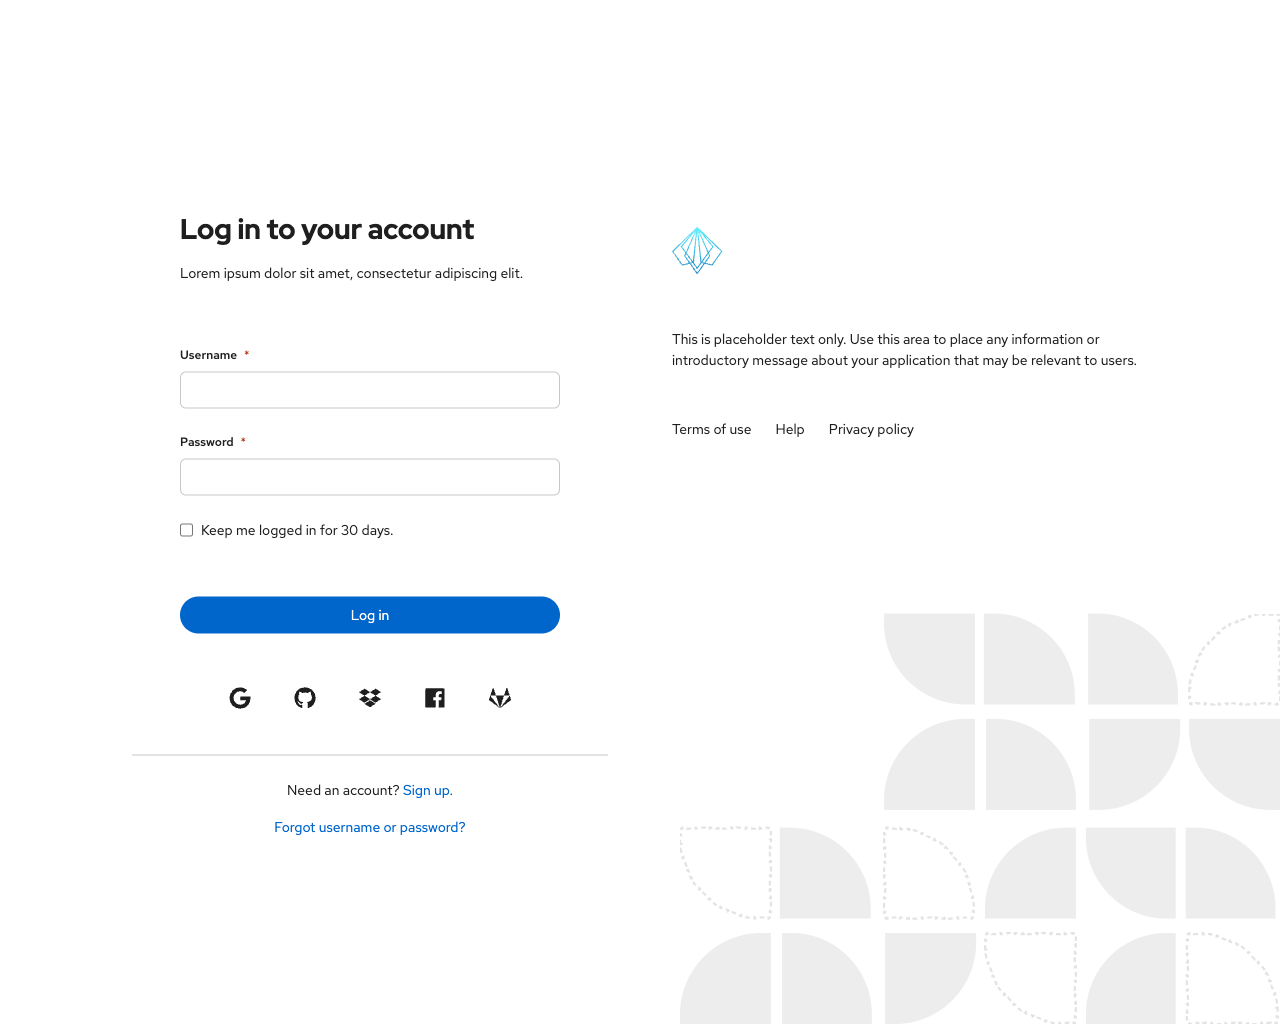 Log in to your account
Lorem ipsum dolor sit amet, consectetur adipiscing elit.
Username *
Password *
Keep me logged in for 30 days.
Log in
Need an account? Sign up.
Forgot username or password?
This is placeholder text only. Use this area to place any information or
introductory message about your application that may be relevant to users.
Terms of use Help Privacy policy